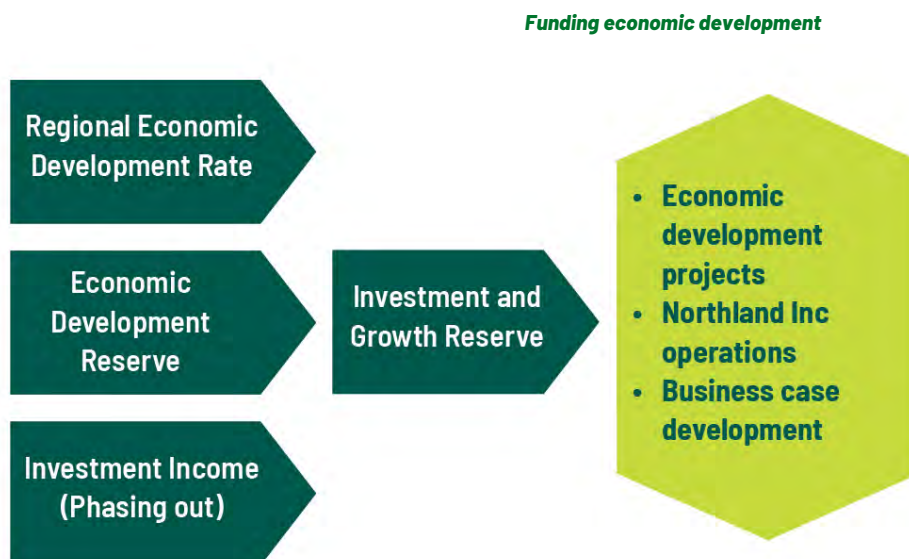 Funding economic development
Regional Economic
Development Rate
Economic
Development
Reserve
Investment Income
(Phasing out)
Investment and
Growth Reserve
• Economic
development
projects
• Northland Inc
operations
• Business case
development